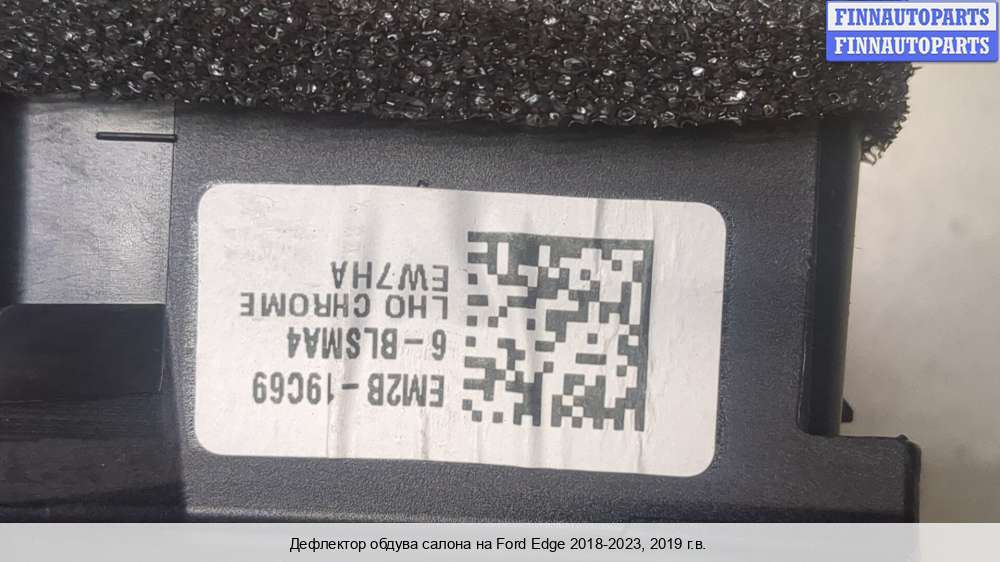 FINNAUTOPARTS
FINNAUTOPARTS
EM2B-19C69
6-BLSMA4
LHO CHROME
EW7HA
Дефлектор обдува салона на Ford Edge 2018-2023, 2019 г.в.